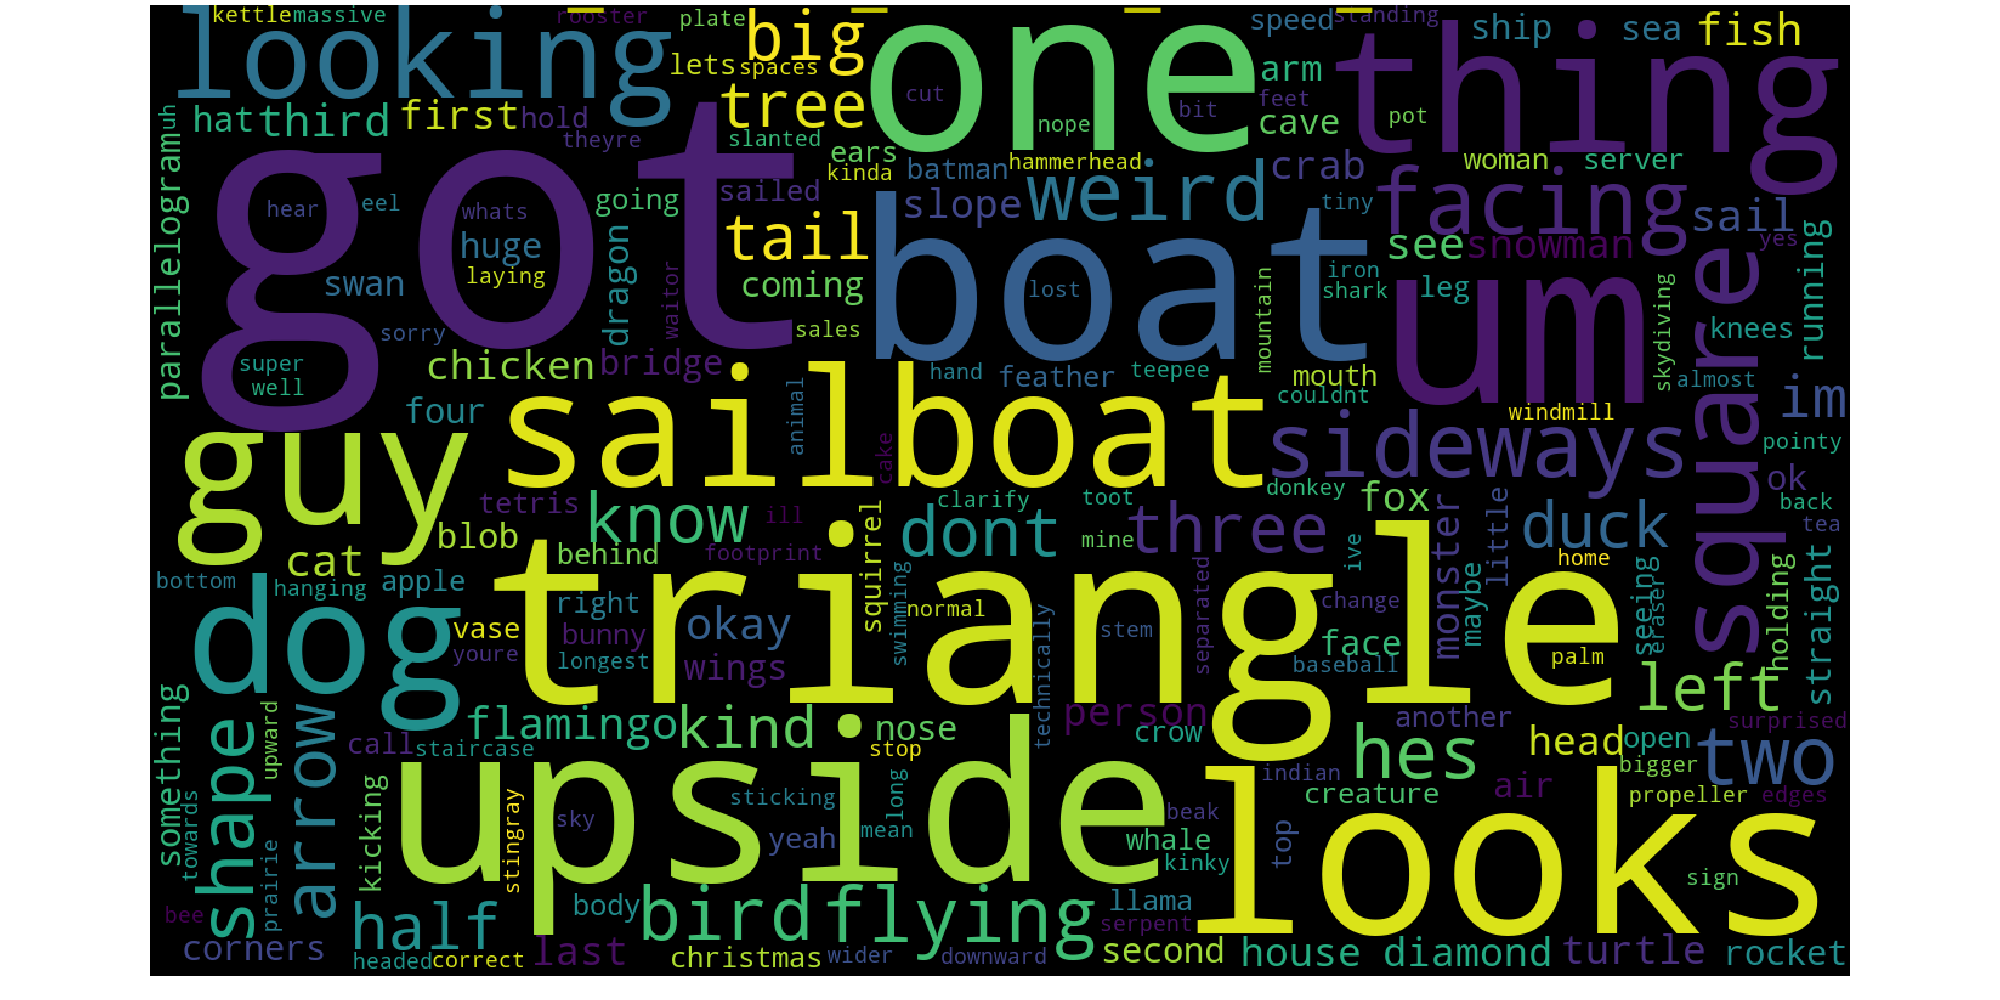 kettle massive rooster plate speed standing
looking big one thing ship sea fish
lets spaces arm
tree cut feet
hat third first hold nope bit cave pot
uh theyre slanted
got ears batman hammerhead crab woman server
kinda weird facing
parallelogram hear eel whats going sailed slope tiny sail
huge tail boat see snowman yes
swan laying dragon waitor coming lost mountain iron shark leg um square running
sorry sales skydiving knees
super well chicken bridge hand feather teepee mouth almost
four animal couldnt im
guy sailboat windmill
sideways pointy
cake ok
tetris know ill squirrel clarify toot donkey fox monster little duck back
blob dont three tea
cat behind footprint mine ive home
bottom hanging apple triangle separated seeing eraser straight
dog right swimming normal change maybe holding
vase bunny okay technically stem face
youre longest wings baseball palm left
something shape upward arrow flamingo kind nose person another surprised
call staircase stop crow hes head open two
upside indian bigger
towards kicking stingray sticking long creature air propeller edges
sky yeah mean beak looks
whale top
prairie kinky sign
bee half body bird flying llama
corners last serpent
headed correct christmas wider downward second house diamond turtle rocket